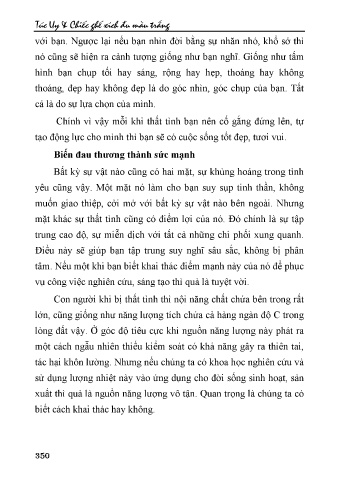 Túc Uy & Chiếc ghế xích đu màu trắng
với bạn. Ngược lại nếu bạn nhìn đời bằng sự nhăn nhó, khổ sở thì
nó cũng sẽ hiện ra cảnh tượng giống như bạn nghĩ. Giống như tấm
hình bạn chụp tối hay sáng, rộng hay hẹp, thoáng hay không
thoáng, đẹp hay không đẹp là do góc nhìn, góc chụp của bạn. Tất
cả là do sự lựa chọn của mình.
Chính vì vậy mỗi khi thất tình bạn nên cố gắng đứng lên, tự
tạo động lực cho mình thì bạn sẽ có cuộc sống tốt đẹp, tươi vui.
Biến đau thương thành sức mạnh
Bất kỳ sự vật nào cũng có hai mặt, sự khủng hoảng trong tình
yêu cũng vậy. Một mặt nó làm cho bạn suy sụp tinh thần, không
muốn giao thiệp, cởi mở với bất kỳ sự vật nào bên ngoài. Nhưng
mặt khác sự thất tình cũng có điểm lợi của nó. Đó chính là sự tập
trung cao độ, sự miễn dịch với tất cả những chi phối xung quanh.
Điều này sẽ giúp bạn tập trung suy nghĩ sâu sắc, không bị phân
tâm. Nếu một khi bạn biết khai thác điểm mạnh này của nó để phục
vụ công việc nghiên cứu, sáng tạo thì quả là tuyệt vời.
Con người khi bị thất tình thì nội năng chất chứa bên trong rất
lớn, cũng giống như năng lượng tích chứa cả hàng ngàn độ C trong
lòng đất vậy. Ở góc độ tiêu cực khi nguồn năng lượng này phát ra
một cách ngẫu nhiên thiếu kiểm soát có khả năng gây ra thiên tai,
tác hại khôn lường. Nhưng nếu chúng ta có khoa học nghiên cứu và
sử dụng lượng nhiệt này vào ứng dụng cho đời sống sinh hoạt, sản
xuất thì quả là nguồn năng lượng vô tận. Quan trọng là chúng ta có
biết cách khai thác hay không.
350